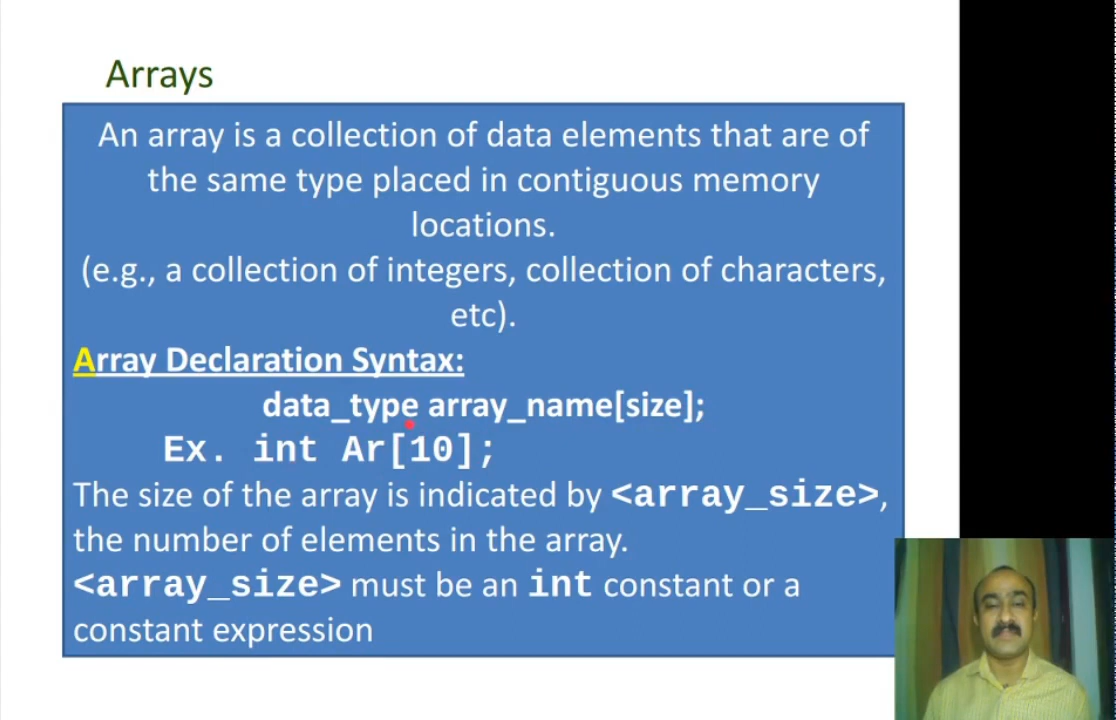 Arrays
An array is a collection of data elements that are of
the same type placed in contiguous memory
locations.
(e.g., a collection of integers, collection of characters,
etc).
Array Declaration Syntax:
data_type array_name[size];
Ex. int Ar[10];
The size of the array is indicated by <array_size>,
the number of elements in the array.
<array_size> must be an int constant or a
constant expression